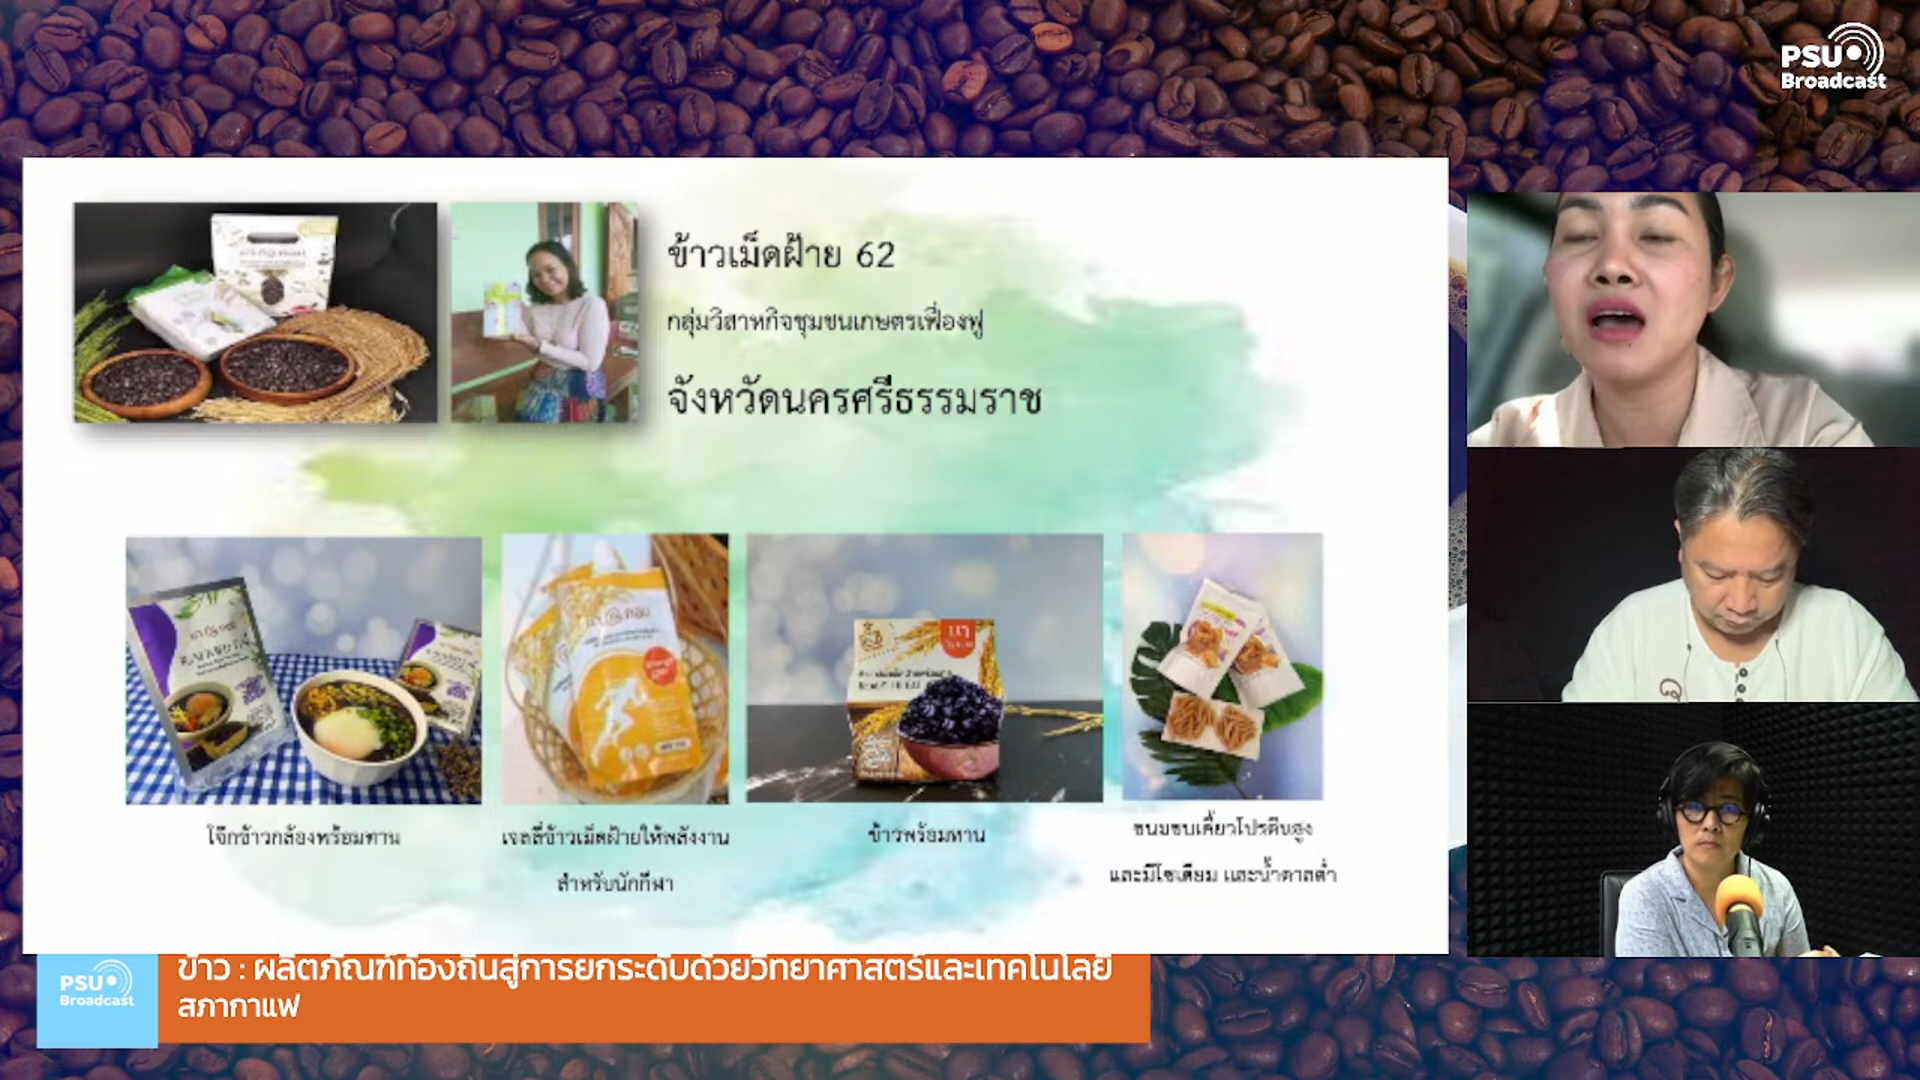 PSU
Broadcast
ข้าวเม็ดฝ้าย 62
กลุ่มวิสาหกิจชุมชนเกษตรเฟื่องฟู
จังหวัดนครศรีธรรมราช
โจ๊กข้าวกล้องพร้อมทาน
เจลลี่ข้าวเม็ดฝ้ายให้พลังงาน
สำหรับนักกีฬา
ข้าวพร้อมทาน
ขนมขบเคี้ยวโปรตีนสูง
และมีโซเดียม และน้ำตาลต่ำ
PSU
Broadcast
ข้าว : ผลิตภัณฑ์ท้องถิ่นสู่การยกระดับด้วยวิทยาศาสตร์และเทคโนโลยี
สภากาแฟ